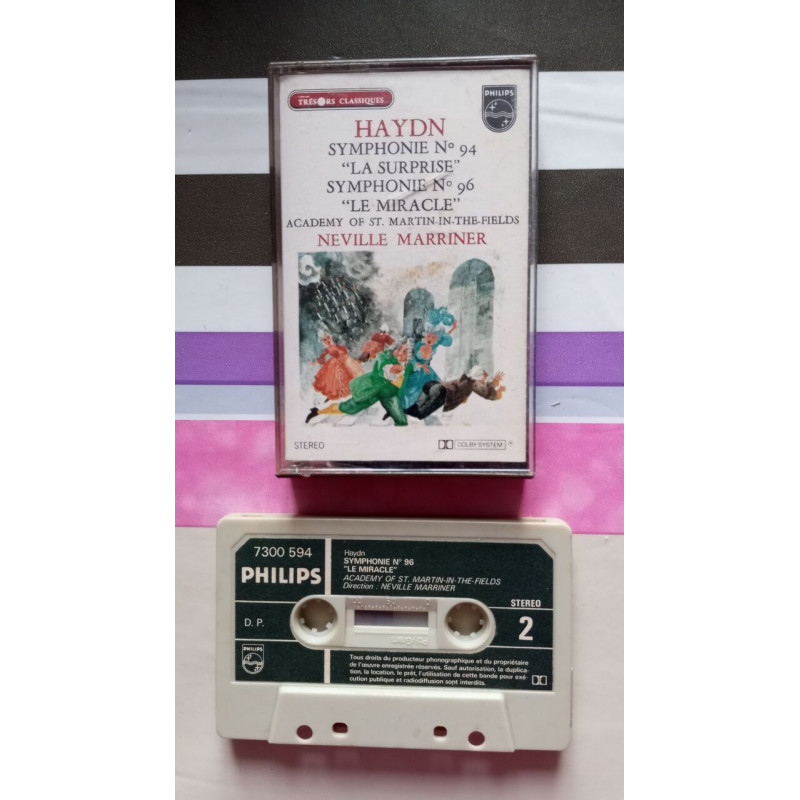 TRÉSORS CLASSIQUES
PHILIPS
HAYDN
SYMPHONIE No 94
"LA SURPRISE"
SYMPHONIE No 96
"LE MIRACLE"
ACADEMY OF ST. MARTIN-IN-THE-FIELDS
NEVILLE MARRINER
STEREO
DOLBY SYSTEM
7300 594
PHILIPS
D. P.
PHILIPS
Haydn
SYMPHONIE N° 96
"LE MIRACLE"
ACADEMY OF ST. MARTIN-IN-THE-FIELDS
Direction : NEVILLE MARRINER
STEREO
2
Tous droits du producteur phonographique et du propriétaire
de l'œuvre enregistrée réservés. Sauf autorisation, la duplica-
tion, la location, le prêt, l'utilisation de cette bande pour exé-
cution publique et radiodiffusion sont interdits.